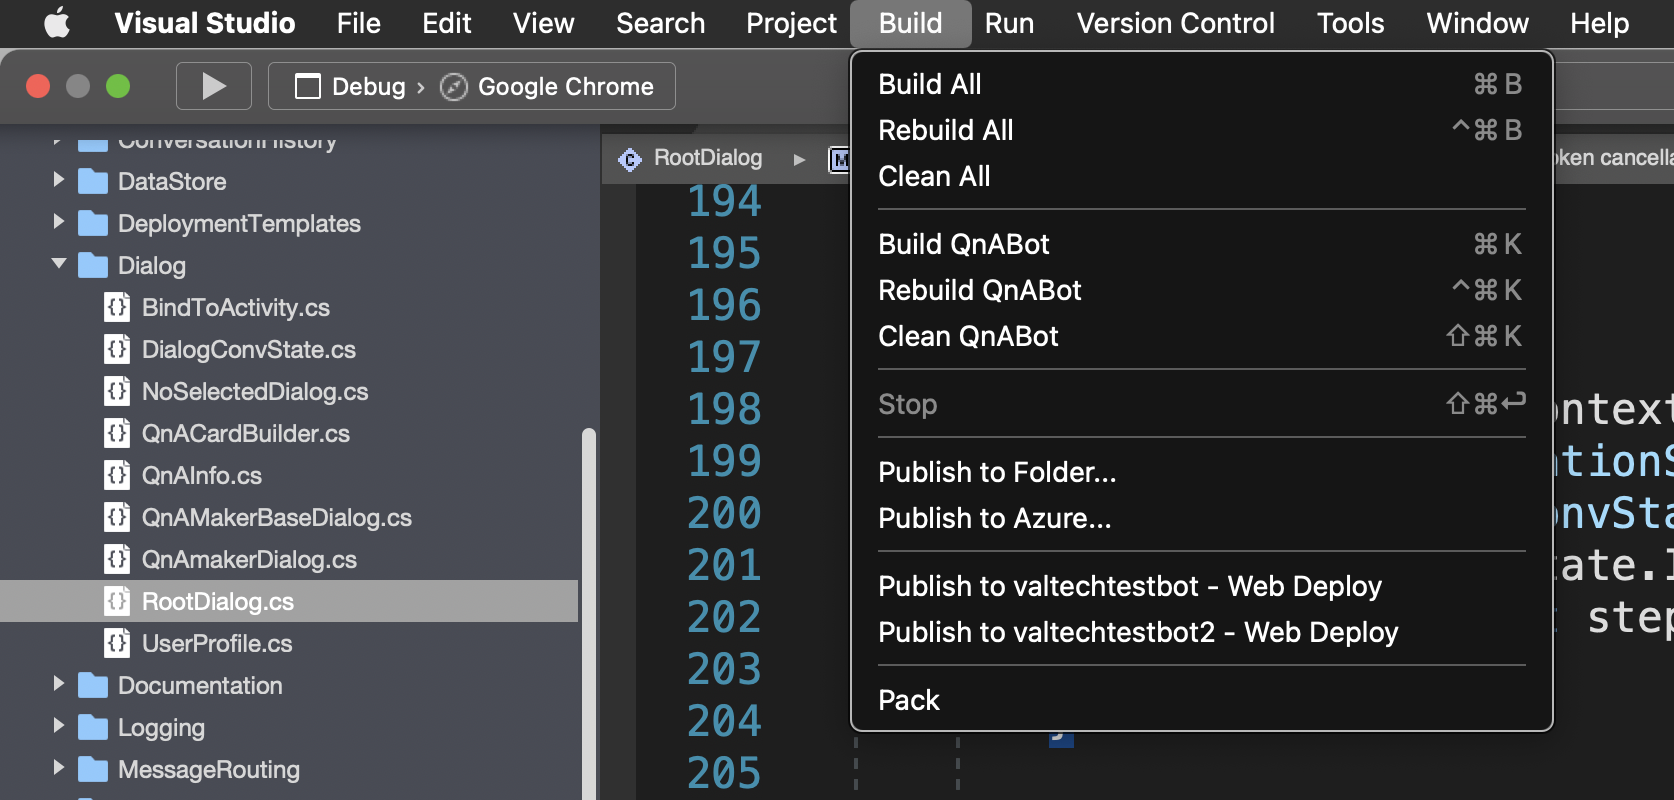 Visual Studio File Edit View Search Project Build Run Version Control Tools Window Help
Debug › Google Chrome
ConversationHistory
DataStore
DeploymentTemplates
Dialog
BindToActivity.cs
DialogConvState.cs
NoSelectedDialog.cs
QnACardBuilder.cs
QnAInfo.cs
QnAMakerBaseDialog.cs
QnAmakerDialog.cs
RootDialog.cs
UserProfile.cs
Documentation
Logging
MessageRouting
C RootDialog ▸ M
194
195
196
197
198
199
200
201
202
203
204
205
Build All ⌘B
Rebuild All ^⌘B
Clean All
Build QnABot ⌘K
Rebuild QnABot ^⌘K
Clean QnABot ⇧⌘K
Stop ⇧⌘↩
Publish to Folder...
Publish to Azure...
Publish to valtechtestbot - Web Deploy
Publish to valtechtestbot2 - Web Deploy
Pack
ken cancella
ontext
tionS
nvSta
ate.I
step